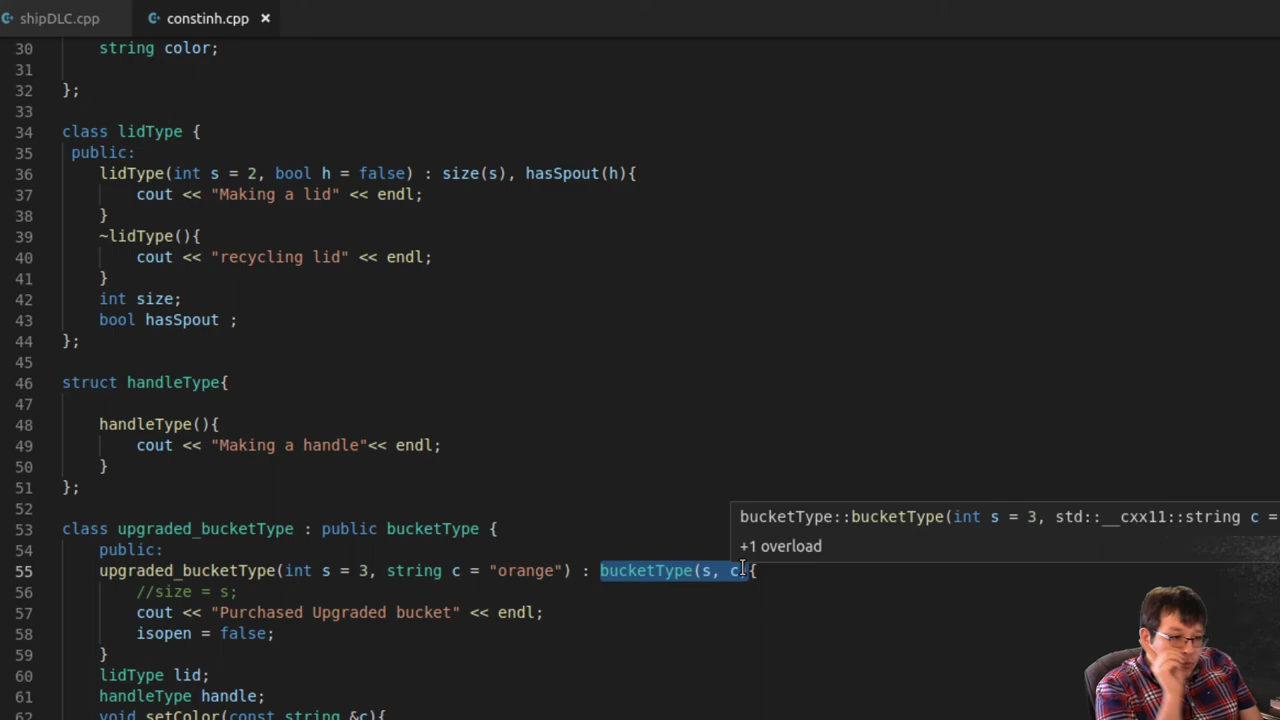 shipDLC.cpp constinh.cpp ×
30 string color;
31
32 };
33
34 class lidType {
35 public:
36 lidType(int s = 2, bool h = false) : size(s), hasSpout(h){
37 cout << "Making a lid" << endl;
38 }
39 ~lidType(){
40 cout << "recycling lid" << endl;
41 }
42 int size;
43 bool hasSpout ;
44 };
45
46 struct handleType{
47
48 handleType(){
49 cout << "Making a handle"<< endl;
50 }
51 };
52
bucketType::bucketType(int s = 3, std::__cxx11::string c =
53 class upgraded_bucketType : public bucketType {
+1 overload
54 public:
55 upgraded_bucketType(int s = 3, string c = "orange") : bucketType(s, c {
56 //size = s;
57 cout << "Purchased Upgraded bucket" << endl;
58 isopen = false;
59 }
60 lidType lid;
61 handleType handle;
62 void setColor(const string &c){